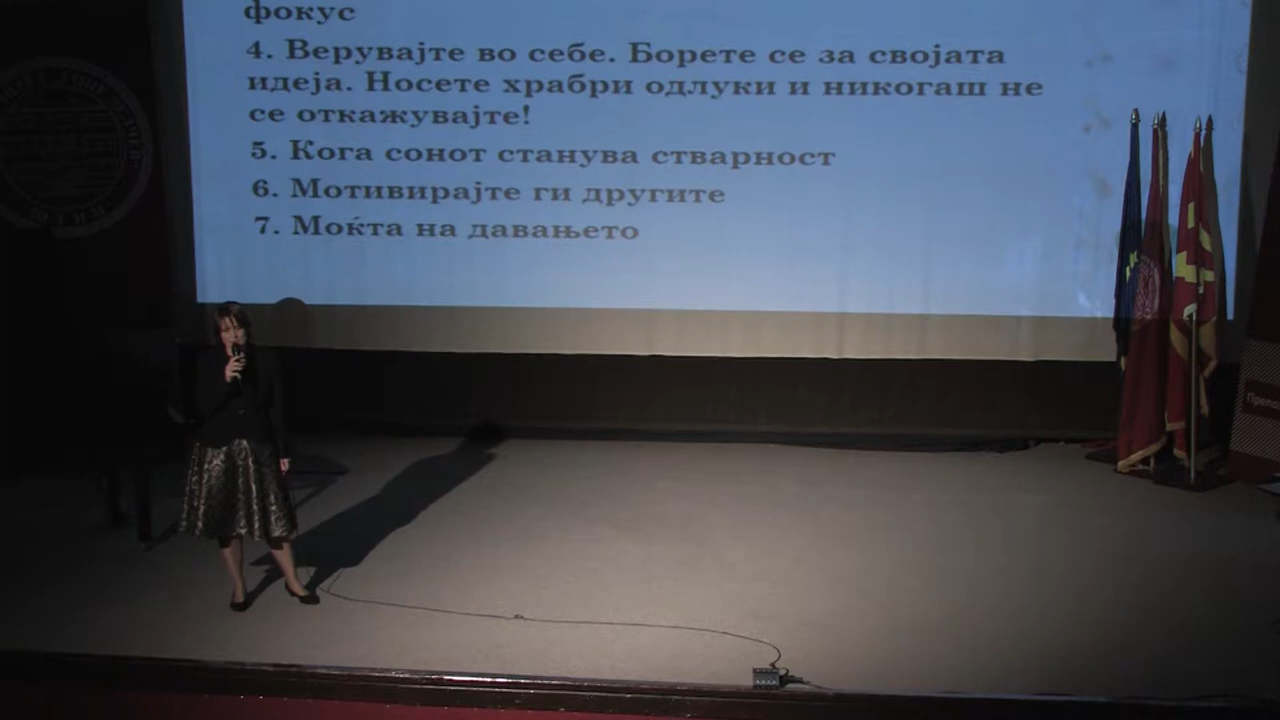 фокус
4. Верувајте во себе. Борете се за својата
идеја. Носете храбри одлуки и никогаш не
се откажувајте!
5. Кога сонот станува стварност
6. Мотивирајте ги другите
7. Моќта на давањето